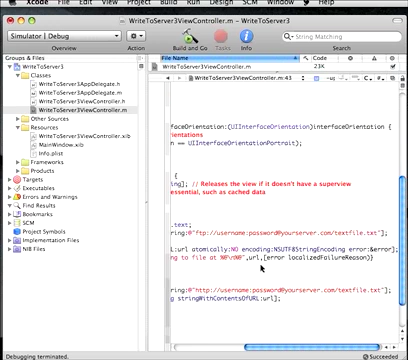 Xcode File Edit View Project Build Run Design SCM Window
WriteToServer3ViewController.m – WriteToServer3
Simulator | Debug
String Matching
Overview
Build and Go
Tasks
Info
Search
Groups & Files
File Name
Code
WriteToServer3ViewController.m
23K
WriteToServer3ViewController.m:43
WriteToServer3
Classes
WriteToServer3AppDelegate.h
WriteToServer3AppDelegate.m
WriteToServer3ViewController.h
WriteToServer3ViewController.m
Other Sources
Resources
WriteToServer3ViewController.xib
MainWindow.xib
Info.plist
Frameworks
Products
Targets
Executables
Errors and Warnings
Find Results
Bookmarks
SCM
Project Symbols
Implementation Files
NIB Files
faceOrientation:(UIInterfaceOrientation)interfaceOrientation {
ientations
n == UIInterfaceOrientationPortrait);
{
ing]; // Releases the view if it doesn't have a superview
essential, such as cached data
.text;
ring:@"ftp://username:password@yourserver.com/textfile.txt"];
L:url atomically:NO encoding:NSUTF8StringEncoding error:&error];
ng to file at %@\n%@",url,[error localizedFailureReason])
ring:@"http://username:password@yourserver.com/textfile.txt"];
g stringWithContentsOfURL:url];
Debugging terminated.
Succeeded